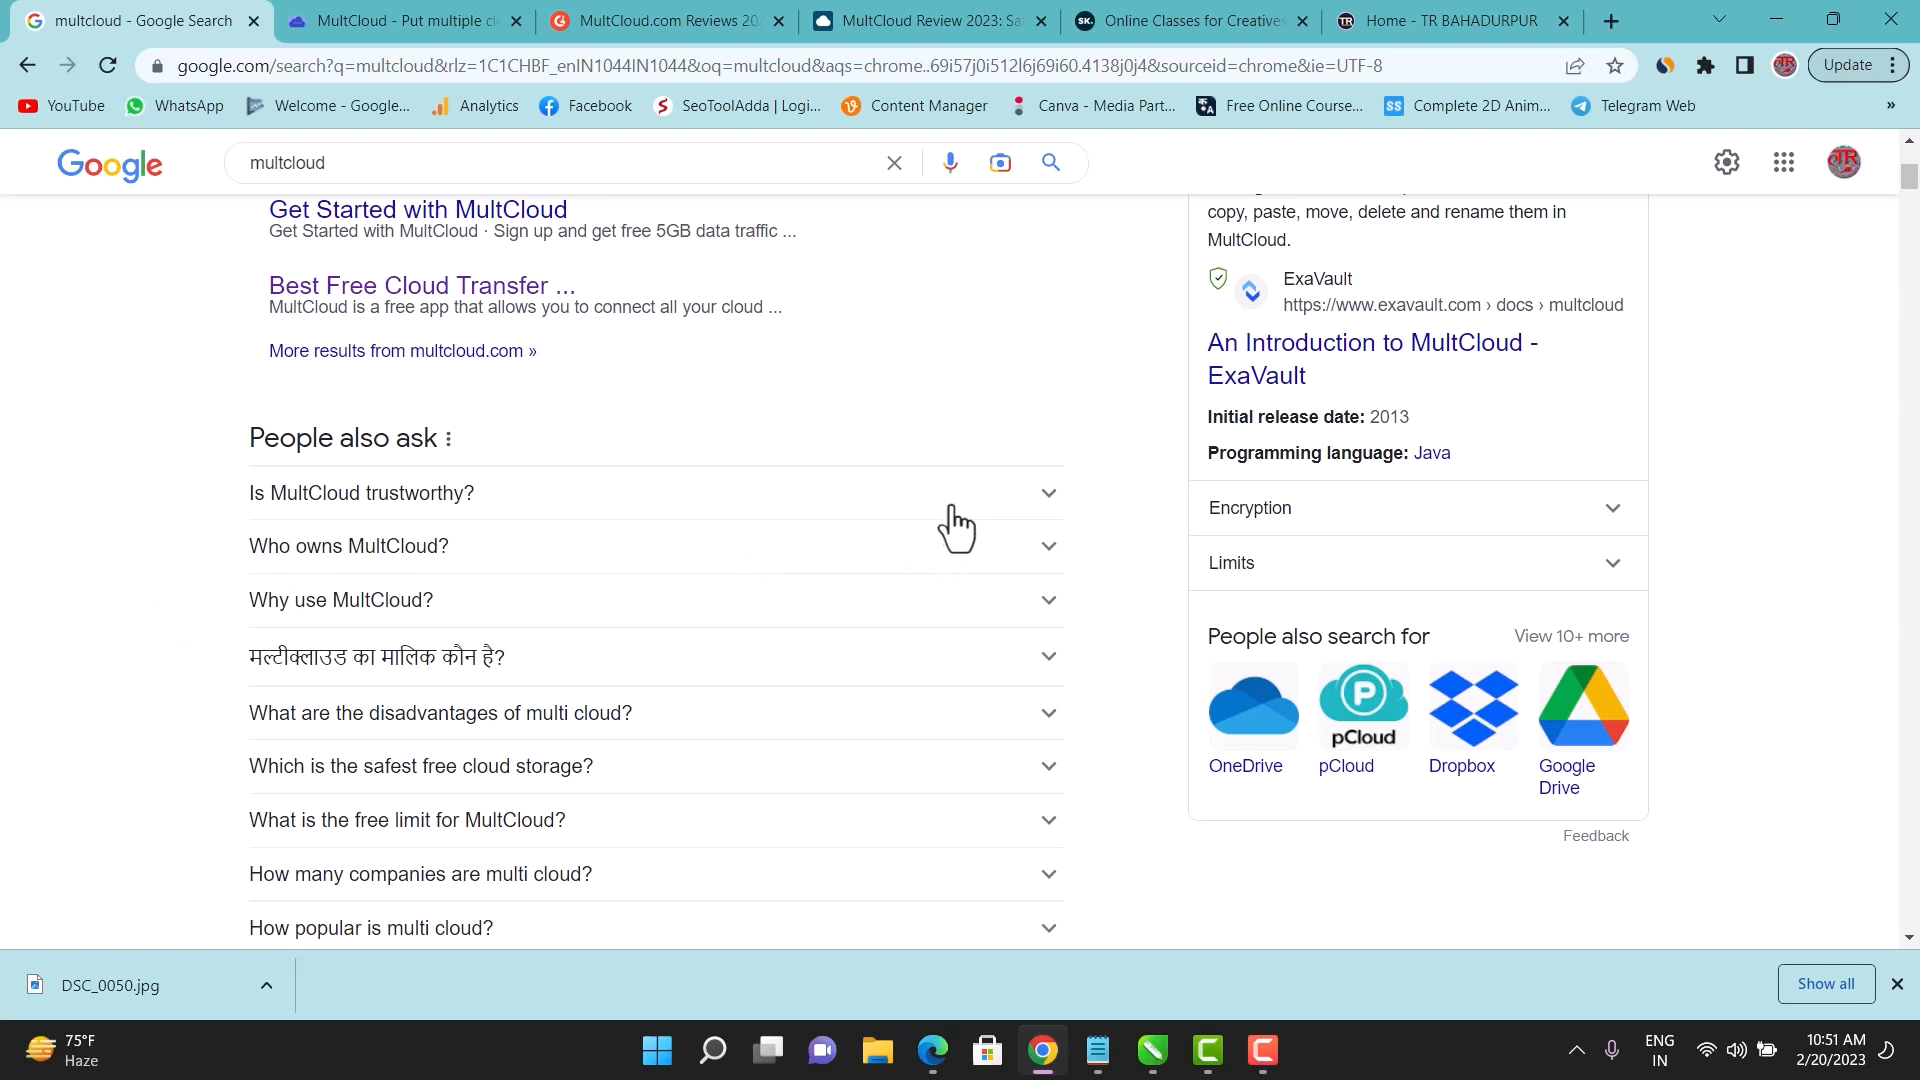 multcloud - Google Search
MultCloud - Put multiple cl
MultCloud.com Reviews 202
MultCloud Review 2023: Sa
SK.
Online Classes for Creatives
TR
Home - TR BAHADURPUR
google.com/search?q=multcloud&rlz=1C1CHBF_enIN1044IN1044&oq=multcloud&aqs=chrome..69i57j0i512l6j69i60.4138j0j4&sourceid=chrome&ie=UTF-8
Update
YouTube
WhatsApp
Welcome - Google...
Analytics
Facebook
SeoToolAdda | Logi...
Content Manager
Canva - Media Part...
Free Online Course...
SS
Complete 2D Anim...
Telegram Web
»
Google
multcloud
TR
Get Started with MultCloud
Get Started with MultCloud · Sign up and get free 5GB data traffic ...
Best Free Cloud Transfer ...
MultCloud is a free app that allows you to connect all your cloud ...
More results from multcloud.com »
People also ask
Is MultCloud trustworthy?
Who owns MultCloud?
Why use MultCloud?
मल्टीक्लाउड का मालिक कौन है?
What are the disadvantages of multi cloud?
Which is the safest free cloud storage?
What is the free limit for MultCloud?
How many companies are multi cloud?
How popular is multi cloud?
copy, paste, move, delete and rename them in
MultCloud.
ExaVault
https://www.exavault.com › docs › multcloud
An Introduction to MultCloud -
ExaVault
Initial release date: 2013
Programming language: Java
Encryption
Limits
People also search for
View 10+ more
P
pCloud
OneDrive
pCloud
Dropbox
Google
Drive
Feedback
DSC_0050.jpg
Show all
75°F
Haze
ENG
IN
10:51 AM
2/20/2023